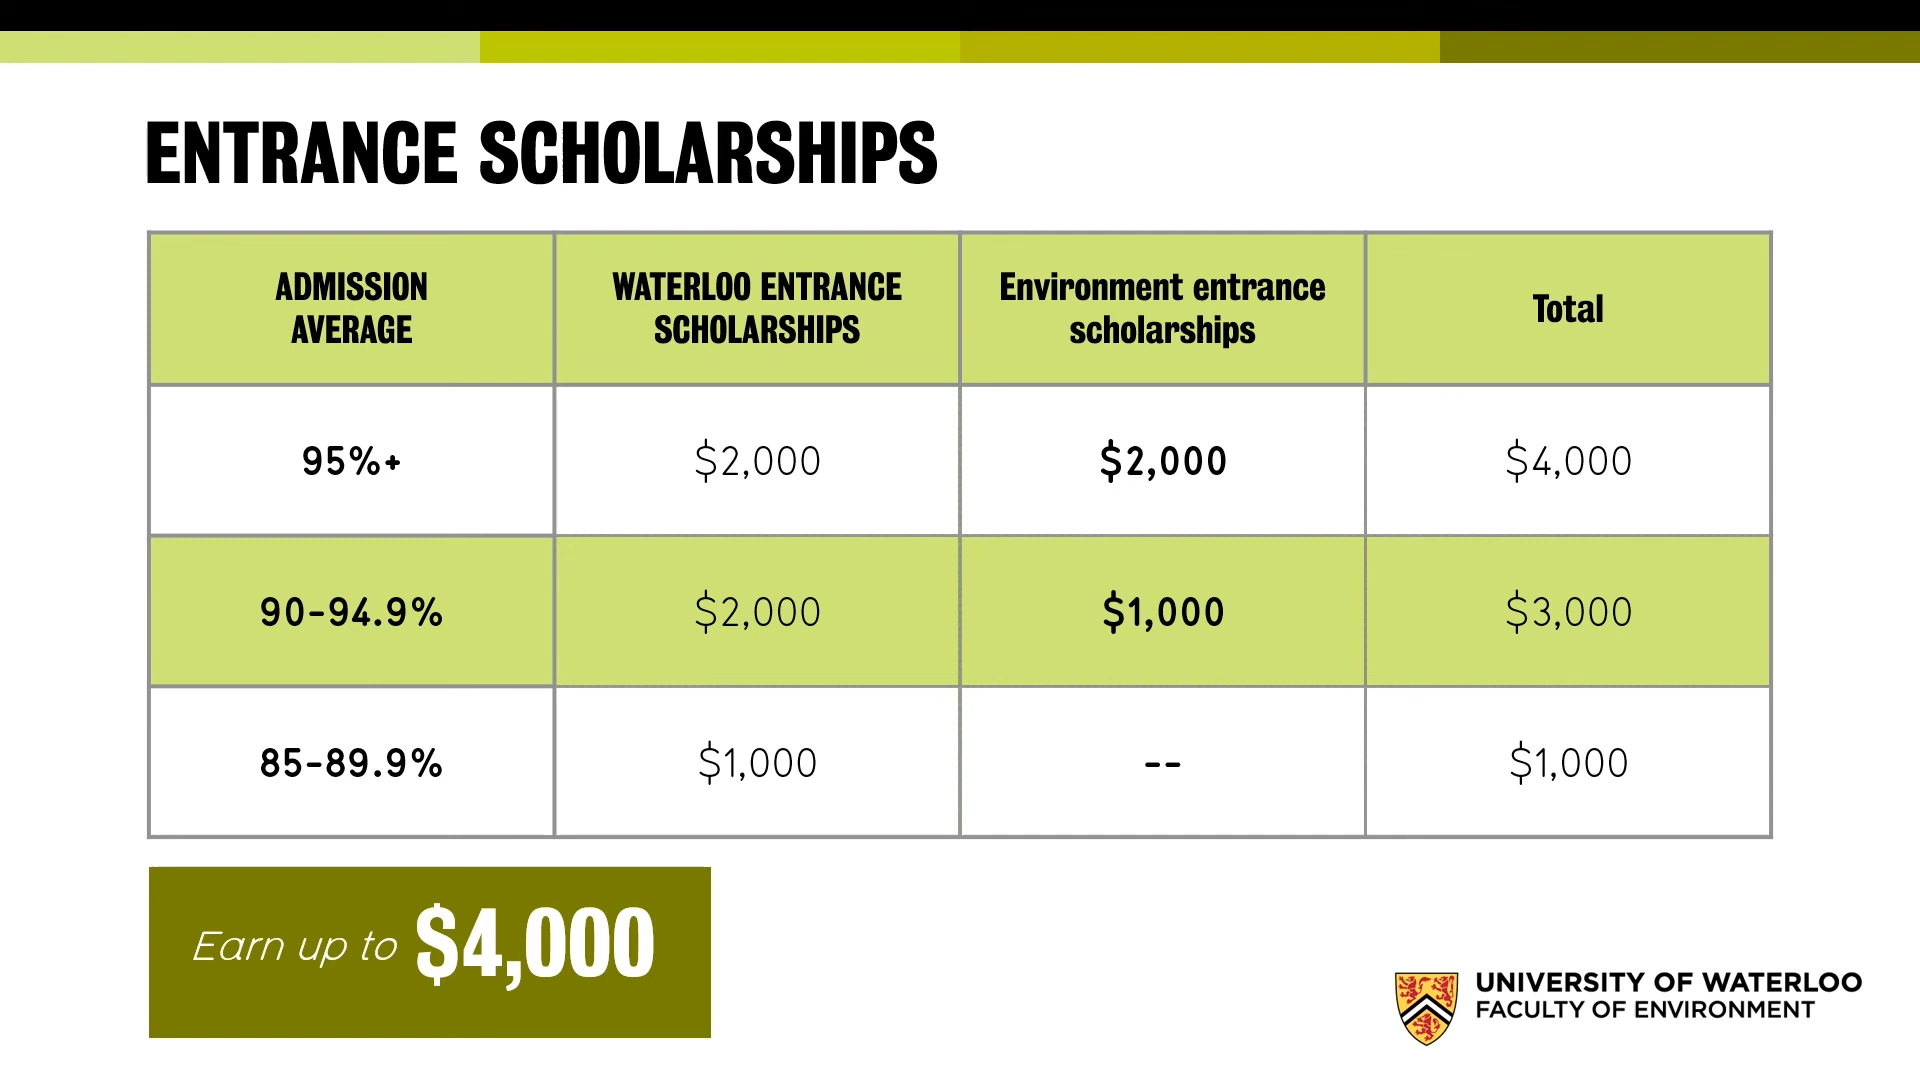 ENTRANCE SCHOLARSHIPS
ADMISSION
AVERAGE
WATERLOO ENTRANCE
SCHOLARSHIPS
Environment entrance
scholarships
Total
95%+
$2,000
$2,000
$4,000
90-94.9%
$2,000
$1,000
$3,000
85-89.9%
$1,000
--
$1,000
Earn up to $4,000
UNIVERSITY OF WATERLOO
FACULTY OF ENVIRONMENT